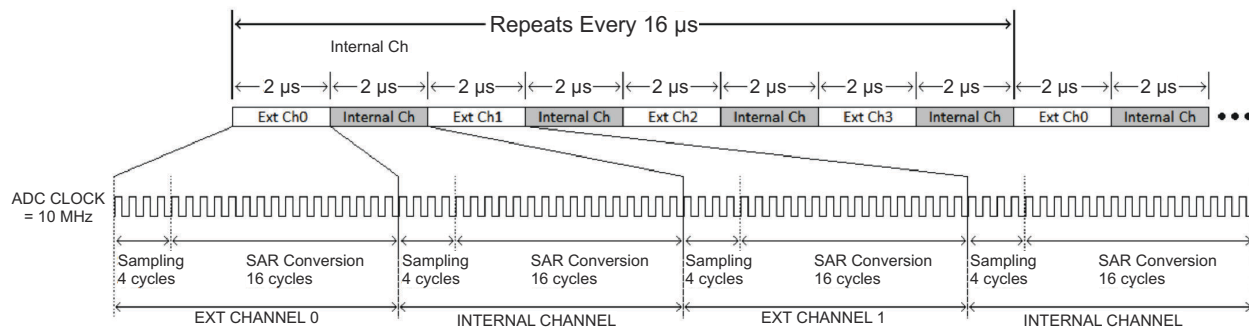 Repeats Every 16 µs
Internal Ch
2 µs 2 µs 2 µs 2 µs 2 µs 2 µs 2 µs 2 µs 2 µs 2 µs
Ext Ch0 Internal Ch Ext Ch1 Internal Ch Ext Ch2 Internal Ch Ext Ch3 Internal Ch Ext Ch0 Internal Ch
ADC CLOCK
= 10 MHz
Sampling SAR Conversion Sampling SAR Conversion Sampling SAR Conversion Sampling SAR Conversion
4 cycles 16 cycles 4 cycles 16 cycles 4 cycles 16 cycles 4 cycles 16 cycles
EXT CHANNEL 0 INTERNAL CHANNEL EXT CHANNEL 1 INTERNAL CHANNEL